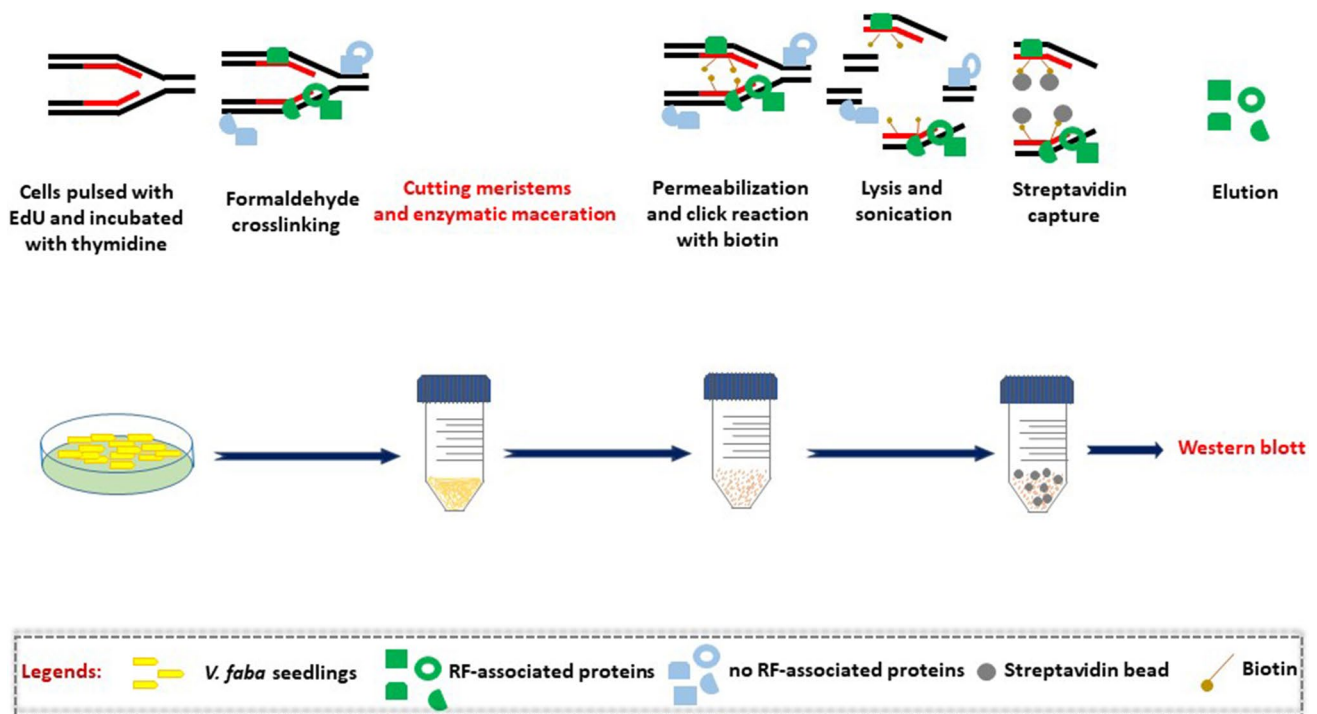 Cells pulsed with
EdU and incubated
with thymidine
Formaldehyde
crosslinking
Cutting meristems
and enzymatic maceration
Permeabilization
and click reaction
with biotin
Lysis and
sonication
Streptavidin
capture
Elution
Western blott
Legends:
V. faba seedlings
RF-associated proteins
no RF-associated proteins
Streptavidin bead
Biotin